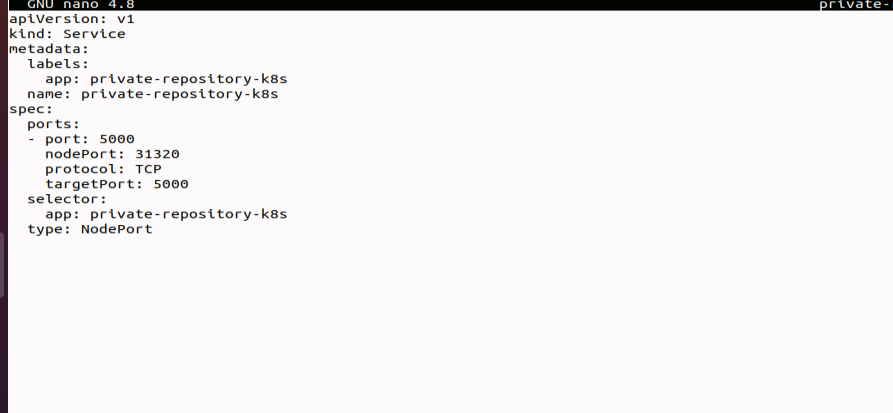 GNU nano 4.8 private-
apiVersion: v1
kind: Service
metadata:
  labels:
    app: private-repository-k8s
  name: private-repository-k8s
spec:
  ports:
  - port: 5000
    nodePort: 31320
    protocol: TCP
    targetPort: 5000
  selector:
    app: private-repository-k8s
  type: NodePort